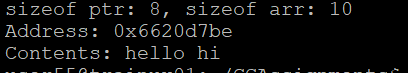 sizeof ptr: 8, sizeof arr: 10
Address: 0x6620d7be
Contents: hello hi